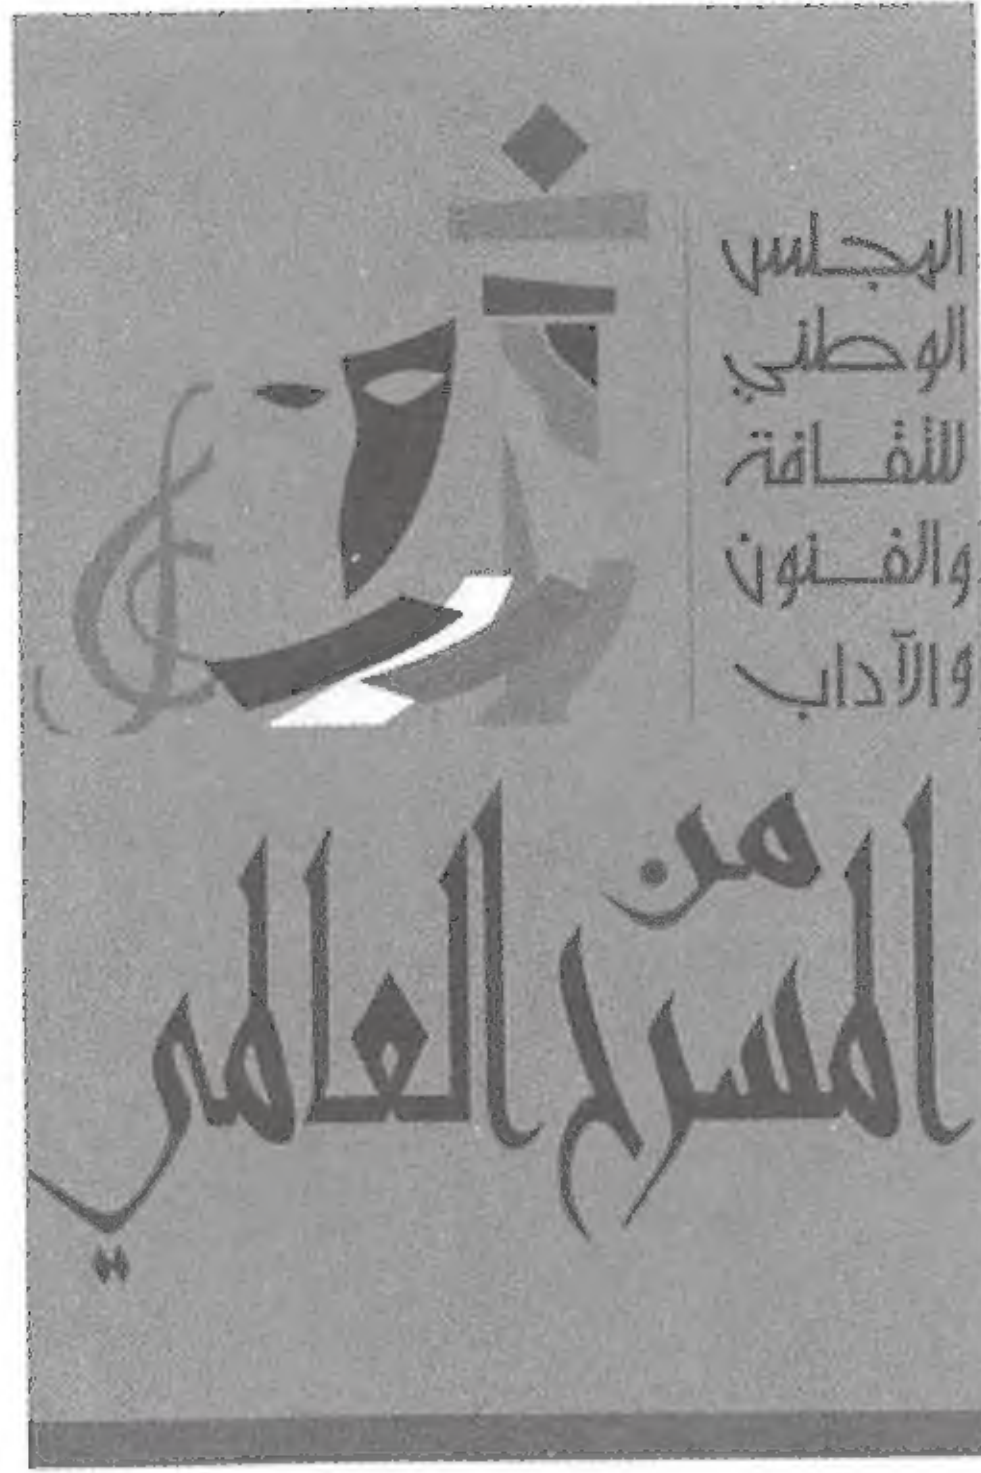 المجلس
الوطني
للثقافة
والفنون
والآداب
من
المسرح العالمي